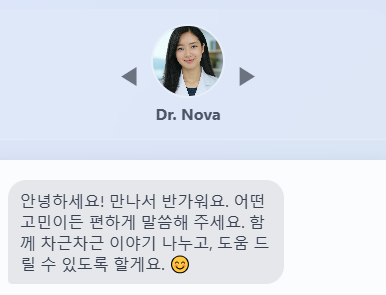 Dr. Nova
안녕하세요! 만나서 반가워요. 어떤
고민이든 편하게 말씀해 주세요. 함
께 차근차근 이야기 나누고, 도움 드
릴 수 있도록 할게요. 😊